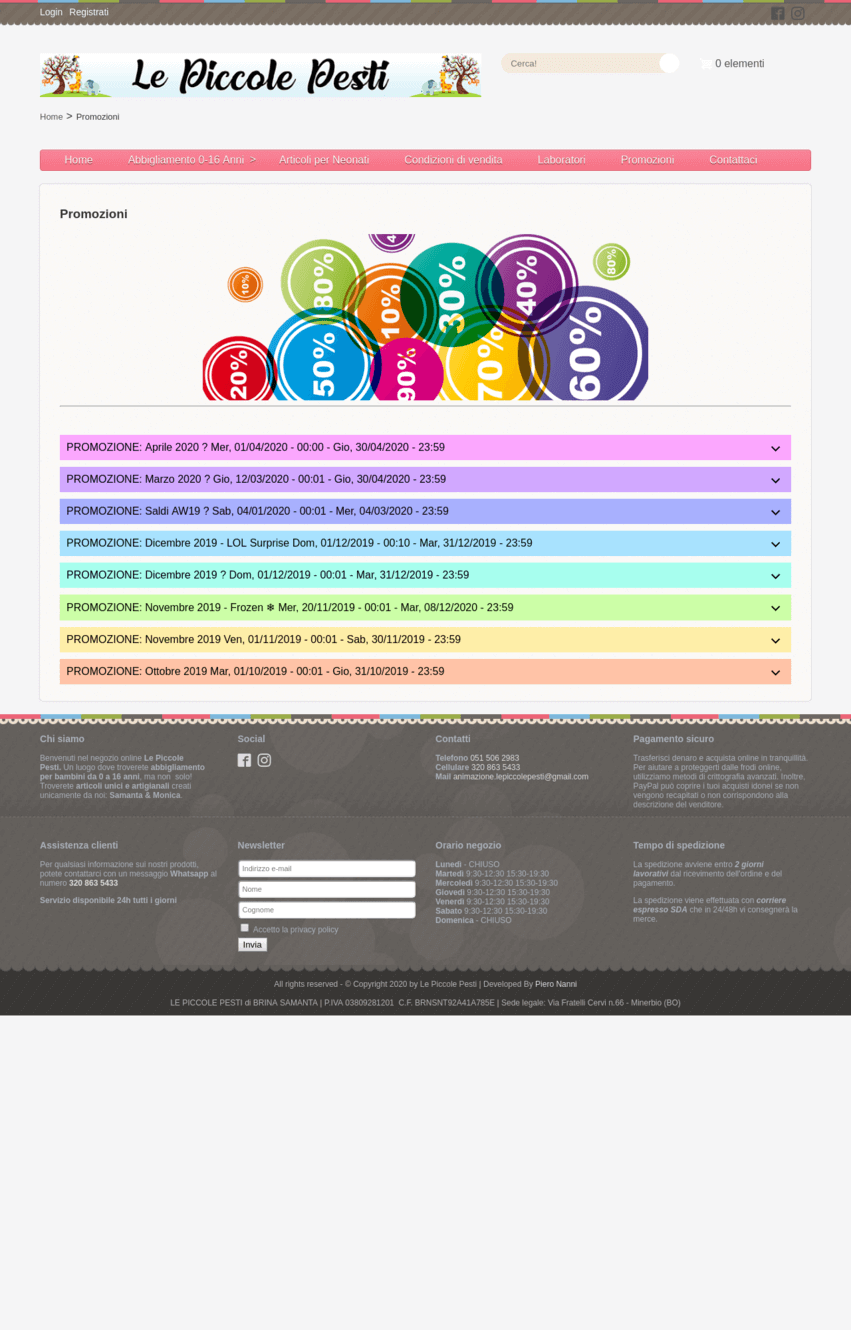 Login Registrati
Le Piccole Pesti
Cerca!
0 elementi
Home > Promozioni
Home Abbigliamento 0-16 Anni > Articoli per Neonati Condizioni di vendita Laboratori Promozioni Contattaci
Promozioni
10%
30%
10%
30%
40%
80%
20%
50%
90%
70%
60%
PROMOZIONE: Aprile 2020 ? Mer, 01/04/2020 - 00:00 - Gio, 30/04/2020 - 23:59
PROMOZIONE: Marzo 2020 ? Gio, 12/03/2020 - 00:01 - Gio, 30/04/2020 - 23:59
PROMOZIONE: Saldi AW19 ? Sab, 04/01/2020 - 00:01 - Mer, 04/03/2020 - 23:59
PROMOZIONE: Dicembre 2019 - LOL Surprise Dom, 01/12/2019 - 00:10 - Mar, 31/12/2019 - 23:59
PROMOZIONE: Dicembre 2019 ? Dom, 01/12/2019 - 00:01 - Mar, 31/12/2019 - 23:59
PROMOZIONE: Novembre 2019 - Frozen ❄ Mer, 20/11/2019 - 00:01 - Mar, 08/12/2020 - 23:59
PROMOZIONE: Novembre 2019 Ven, 01/11/2019 - 00:01 - Sab, 30/11/2019 - 23:59
PROMOZIONE: Ottobre 2019 Mar, 01/10/2019 - 00:01 - Gio, 31/10/2019 - 23:59
Chi siamo
Benvenuti nel negozio online Le Piccole
Pesti. Un luogo dove troverete abbigliamento
per bambini da 0 a 16 anni, ma non solo!
Troverete articoli unici e artigianali creati
unicamente da noi: Samanta & Monica.
Social
Contatti
Telefono 051 506 2983
Cellulare 320 863 5433
Mail animazione.lepiccolepesti@gmail.com
Pagamento sicuro
Trasferisci denaro e acquista online in tranquillità.
Per aiutare a proteggerti dalle frodi online,
utilizziamo metodi di crittografia avanzati. Inoltre,
PayPal può coprire i tuoi acquisti idonei se non
vengono recapitati o non corrispondono alla
descrizione del venditore.
Assistenza clienti
Per qualsiasi informazione sui nostri prodotti,
potete contattarci con un messaggio Whatsapp al
numero 320 863 5433
Servizio disponibile 24h tutti i giorni
Newsletter
Indirizzo e-mail
Nome
Cognome
Accetto la privacy policy
Invia
Orario negozio
Lunedì - CHIUSO
Martedì 9:30-12:30 15:30-19:30
Mercoledì 9:30-12:30 15:30-19:30
Giovedì 9:30-12:30 15:30-19:30
Venerdì 9:30-12:30 15:30-19:30
Sabato 9:30-12:30 15:30-19:30
Domenica - CHIUSO
Tempo di spedizione
La spedizione avviene entro 2 giorni
lavorativi dal ricevimento dell'ordine e del
pagamento.
La spedizione viene effettuata con corriere
espresso SDA che in 24/48h vi consegnerà la
merce.
All rights reserved - © Copyright 2020 by Le Piccole Pesti | Developed By Piero Nanni
LE PICCOLE PESTI di BRINA SAMANTA | P.IVA 03809281201 C.F. BRNSNT92A41A785E | Sede legale: Via Fratelli Cervi n.66 - Minerbio (BO)